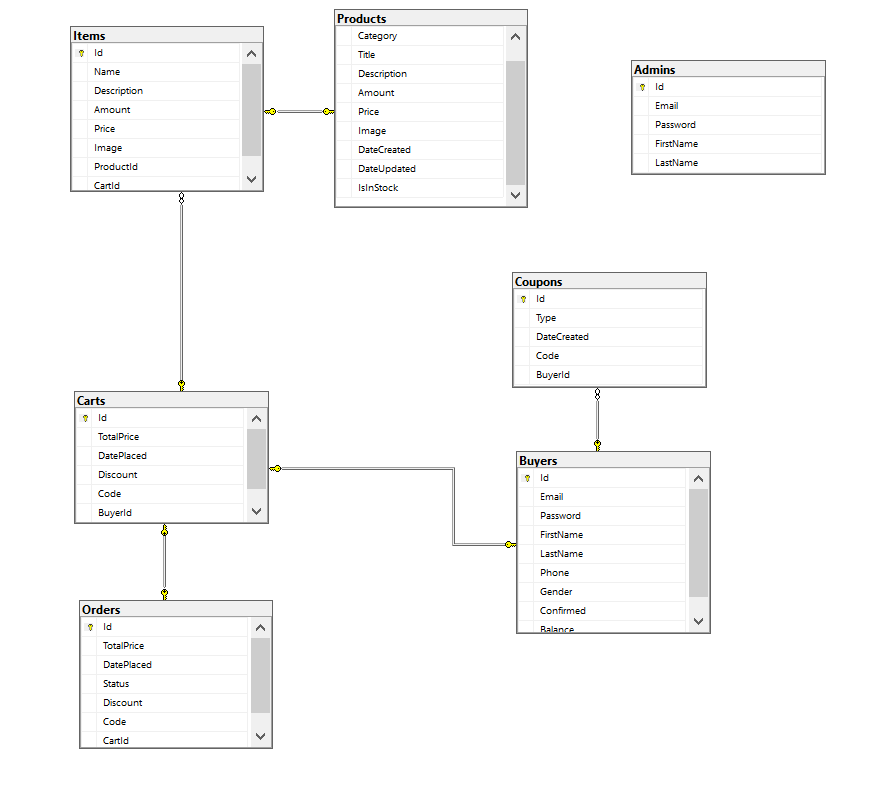 Items
Id
Name
Description
Amount
Price
Image
ProductId
CartId
Products
Category
Title
Description
Amount
Price
Image
DateCreated
DateUpdated
IsInStock
Admins
Id
Email
Password
FirstName
LastName
Coupons
Id
Type
DateCreated
Code
BuyerId
Carts
Id
TotalPrice
DatePlaced
Discount
Code
BuyerId
Buyers
Id
Email
Password
FirstName
LastName
Phone
Gender
Confirmed
Balance
Orders
Id
TotalPrice
DatePlaced
Status
Discount
Code
CartId